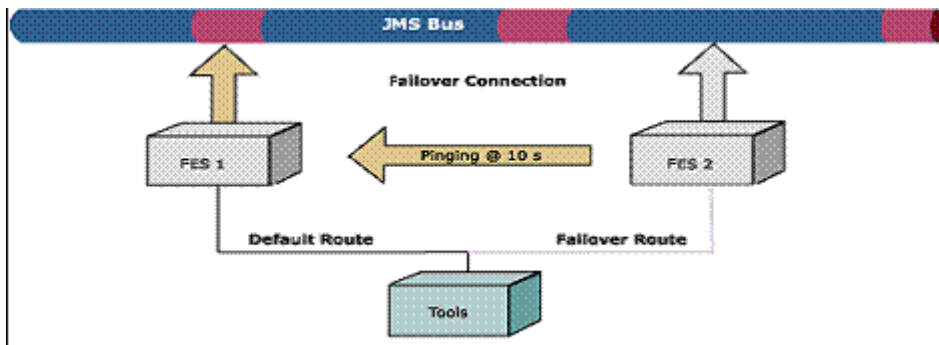 JMS Bus
Failover Connection
FES 1
Pinging @ 10 s
FES 2
Default Route
Failover Route
Tools